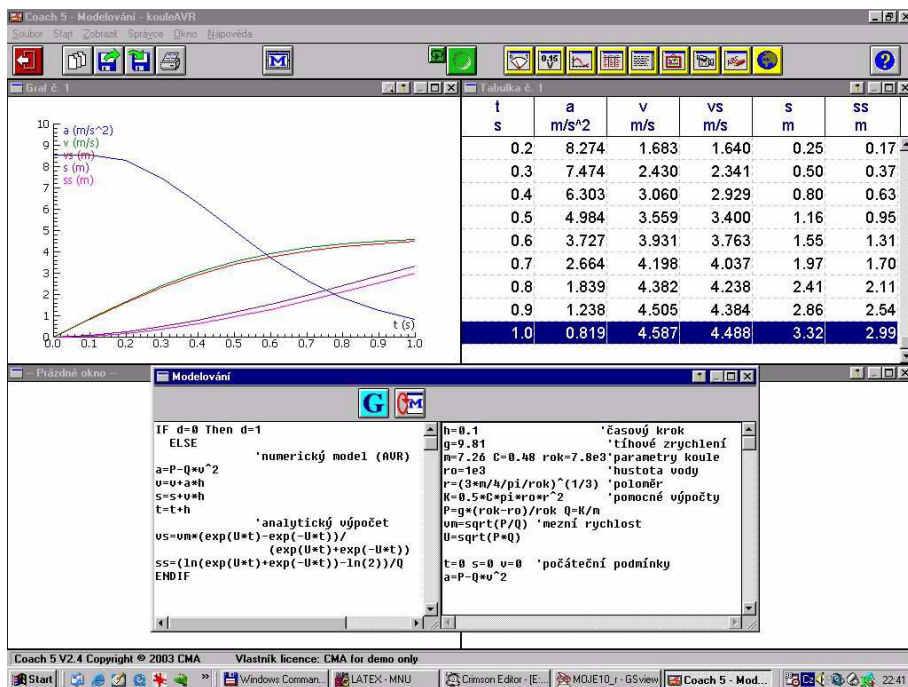 Coach 5 - Modelování - kouleAVR
Soubor Start Zobrazit Správce Okno Nápověda
Graf č. 1
10
9
8
7
6
5
4
3
2
1
0
a (m/s^2)
v (m/s)
vs (m)
s (m)
ss (m)
t (s)
0.0 0.1 0.2 0.3 0.4 0.5 0.6 0.7 0.8 0.9 1.0
Tabulka č. 1
t a v vs s ss
s m/s^2 m/s m/s m m
0.2 8.274 1.683 1.640 0.25 0.17
0.3 7.474 2.430 2.341 0.50 0.37
0.4 6.303 3.060 2.929 0.80 0.63
0.5 4.984 3.559 3.400 1.16 0.95
0.6 3.727 3.931 3.763 1.55 1.31
0.7 2.664 4.198 4.037 1.97 1.70
0.8 1.839 4.382 4.238 2.41 2.11
0.9 1.238 4.505 4.384 2.86 2.54
1.0 0.819 4.587 4.488 3.32 2.99
-- Prázdné okno --
Modelování
G M
IF d=0 Then d=1
ELSE
'numerický model (AVR)
a=P-Q*v^2
v=v+a*h
s=s+v*h
t=t+h
'analytický výpočet
vs=vm*(exp(U*t)-exp(-U*t))/
(exp(U*t)+exp(-U*t))
ss=(ln(exp(U*t)+exp(-U*t))-ln(2))/Q
ENDIF
h=0.1 'časový krok
g=9.81 'tíhové zrychlení
m=7.26 C=0.48 rok=7.8e3'parametry koule
ro=1e3 'hustota vody
r=(3*m/4/pi/rok)^(1/3) 'poloměr
K=0.5*C*pi*ro*r^2 'pomocné výpočty
P=g*(rok-ro)/rok Q=K/m
vm=sqrt(P/Q) 'mezní rychlost
U=sqrt(P*Q)
t=0 s=0 v=0 'počáteční podmínky
a=P-Q*v^2
Coach 5 V2.4 Copyright © 2003 CMA Vlastník licence: CMA for demo only
Start » Windows Comman... LATEX - MNU Crimson Editor - [E:... MOJE10_r - GSview Coach 5 - Mod... Cz 22:41